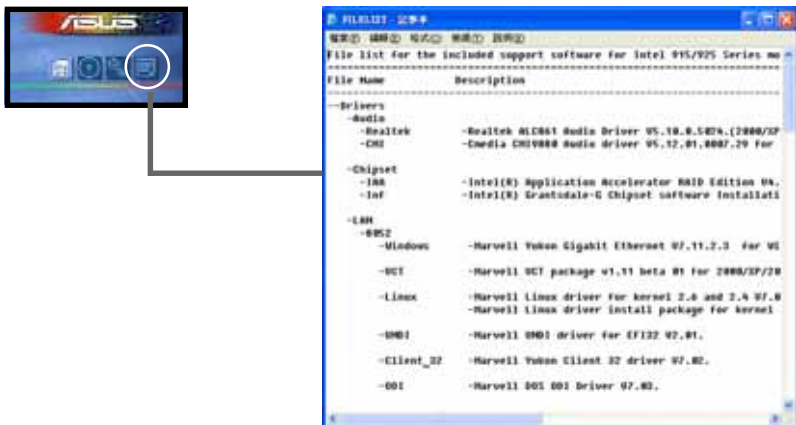 ASUS
FILELIST - 記事本
檔案(F) 編輯(E) 格式(O) 檢視(V) 說明(H)
File list for the included support software for Intel 915/925 Series mo
File Name Description
--Drivers
-Audio
-Realtek -Realtek ALC861 Audio Driver V5.10.0.5024.(2000/XP
-CMI -Cmedia CMI9880 Audio driver V5.12.01.0007.29 for
-Chipset
-IAA -Intel(R) Application Accelerator RAID Edition V4.
-Inf -Intel(R) Grantsdale-G Chipset software Installati
-LAN
-8052
-Windows -Marvell Yukon Gigabit Ethernet V7.11.2.3 for Wi
-VCT -Marvell VCT package v1.11 beta 01 for 2000/XP/20
-Linux -Marvell Linux driver for kernel 2.6 and 2.4 V7.0
-Marvell Linux driver install package for kernel
-UNDI -Marvell UNDI driver for EFI32 V2.01.
-Client_32 -Marvell Yukon Client 32 driver V7.02.
-ODI -Marvell DOS ODI Driver V7.03.